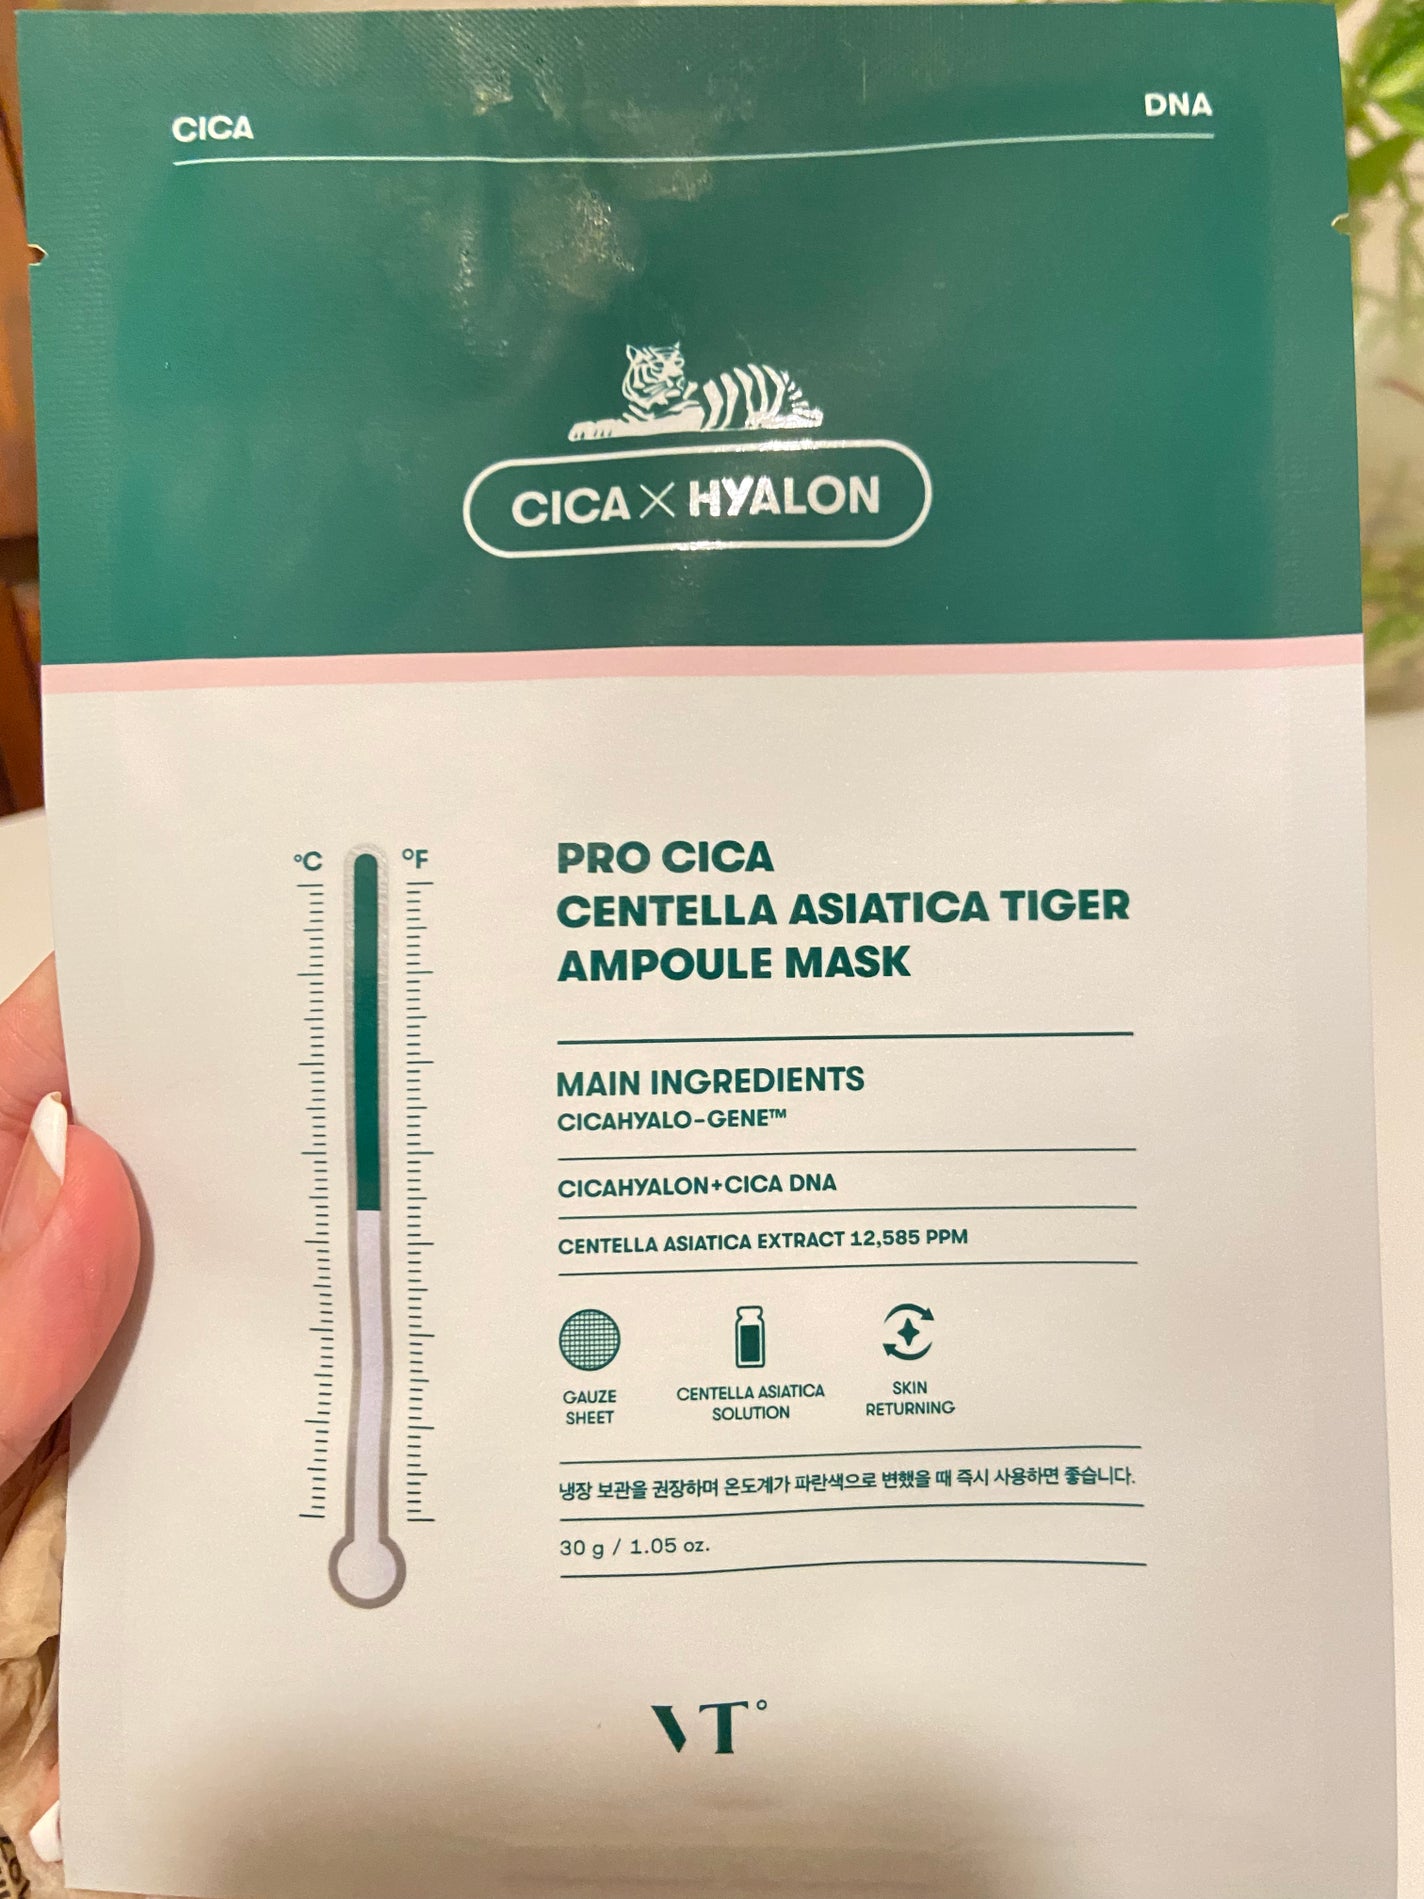 CICA
DNA
CICA × HYALON
°C
°F
PRO CICA
CENTELLA ASIATICA TIGER
AMPOULE MASK
MAIN INGREDIENTS
CICAHYALO-GENE™
CICAHYALON+CICA DNA
CENTELLA ASIATICA EXTRACT 12,585 PPM
GAUZE
SHEET
CENTELLA ASIATICA
SOLUTION
SKIN
RETURNING
냉장 보관을 권장하며 온도계가 파란색으로 변했을 때 즉시 사용하면 좋습니다.
30 g / 1.05 oz.
VT°